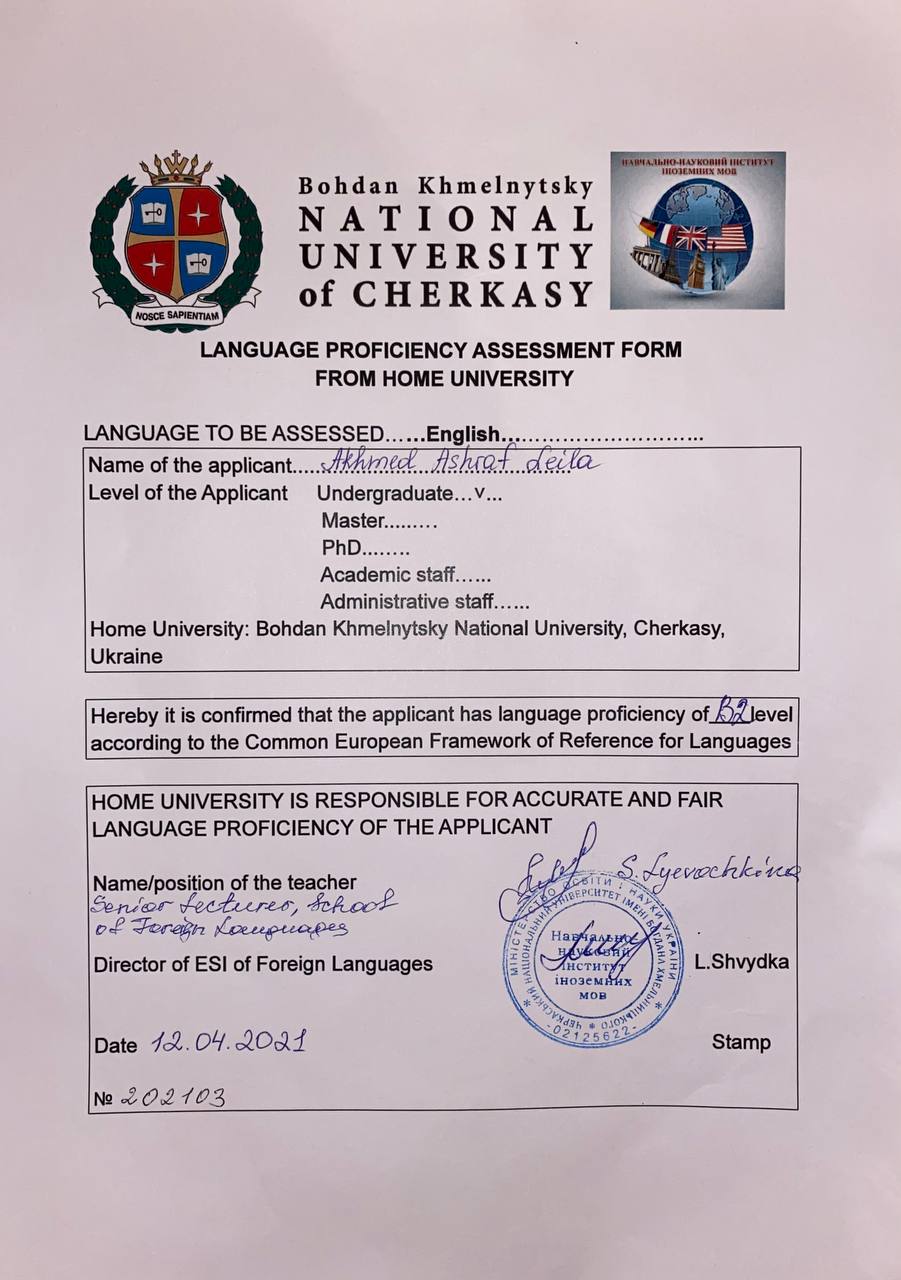 NOSCE SAPIENTIAM
Bohdan Khmelnytsky
NATIONAL
UNIVERSITY
of CHERKASY
НАВЧАЛЬНО-НАУКОВИЙ ІНСТИТУТ
ІНОЗЕМНИХ МОВ
LANGUAGE PROFICIENCY ASSESSMENT FORM
FROM HOME UNIVERSITY
LANGUAGE TO BE ASSESSED……English…………………………...
Name of the applicant.....Akhmed Ashraf Leila
Level of the Applicant Undergraduate…v...
Master.........
PhD........
Academic staff…...
Administrative staff…...
Home University: Bohdan Khmelnytsky National University, Cherkasy,
Ukraine
Hereby it is confirmed that the applicant has language proficiency of B2 level
according to the Common European Framework of Reference for Languages
HOME UNIVERSITY IS RESPONSIBLE FOR ACCURATE AND FAIR
LANGUAGE PROFICIENCY OF THE APPLICANT
S. Lyevochkina
Name/position of the teacher
Senior Lecturer, School
of Foreign Languages
МІНІСТЕРСТВО ОСВІТИ І НАУКИ УКРАЇНИ
ЧЕРКАСЬКИЙ НАЦІОНАЛЬНИЙ УНІВЕРСИТЕТ ІМЕНІ БОГДАНА ХМЕЛЬНИЦЬКОГО
Навчально-
науковий
інститут
іноземних
мов
02125622
Director of ESI of Foreign Languages L.Shvydka
Date 12.04.2021 Stamp
№ 202103